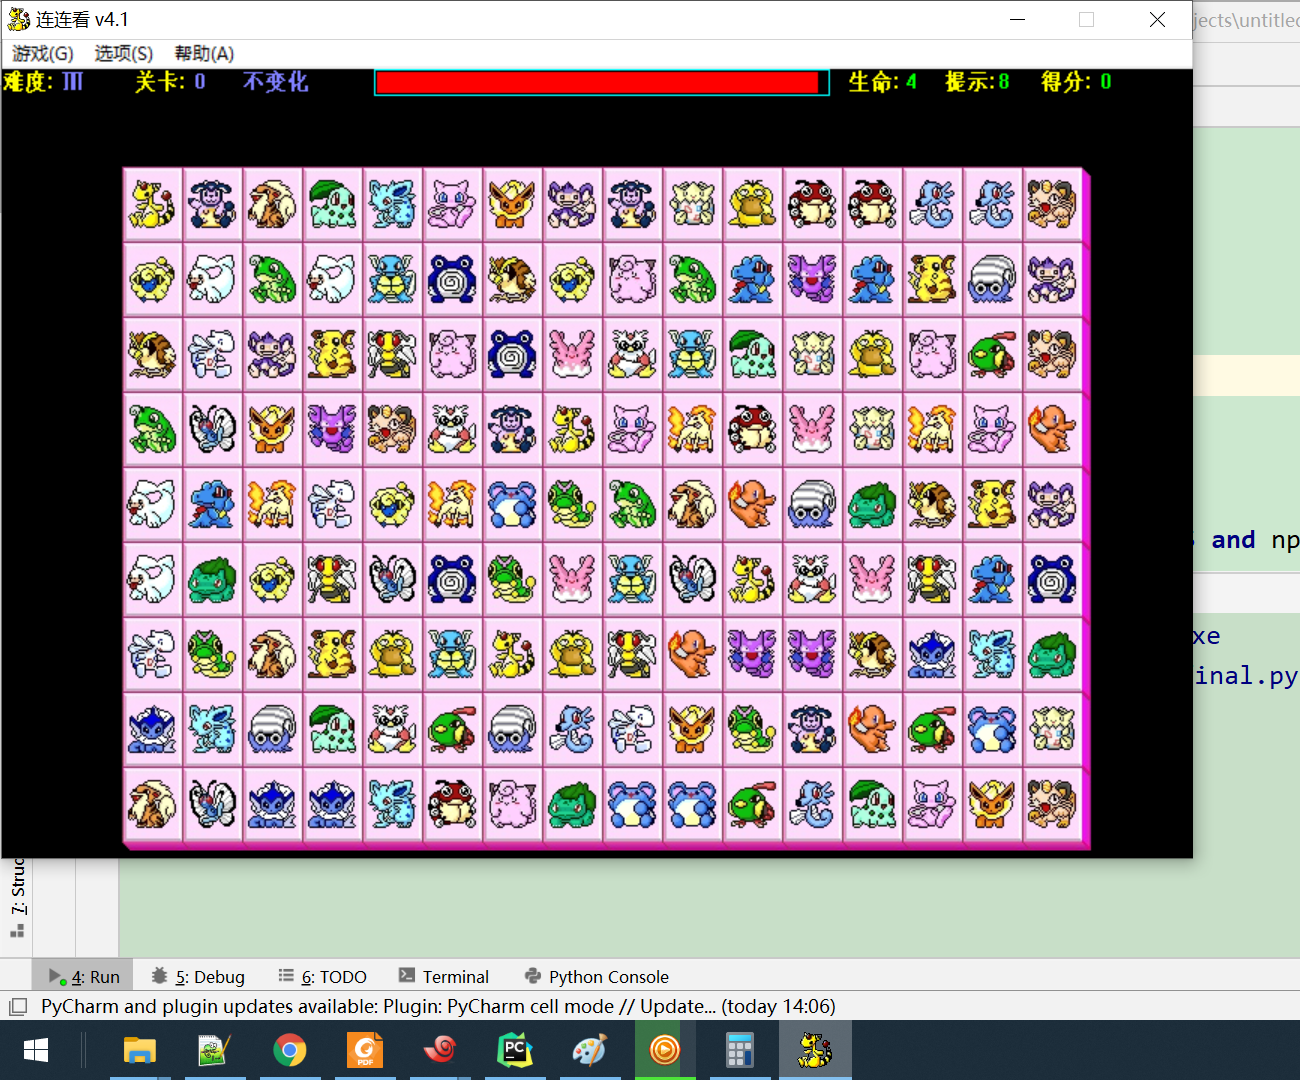 连连看 v4.1
jects\untitled
游戏(G) 选项(S) 帮助(A)
难度: III 关卡: 0 不变化 生命: 4 提示:8 得分: 0
and np
xe
inal.py
7: Struc
4: Run 5: Debug 6: TODO Terminal Python Console
PyCharm and plugin updates available: Plugin: PyCharm cell mode // Update... (today 14:06)
PDF
PC